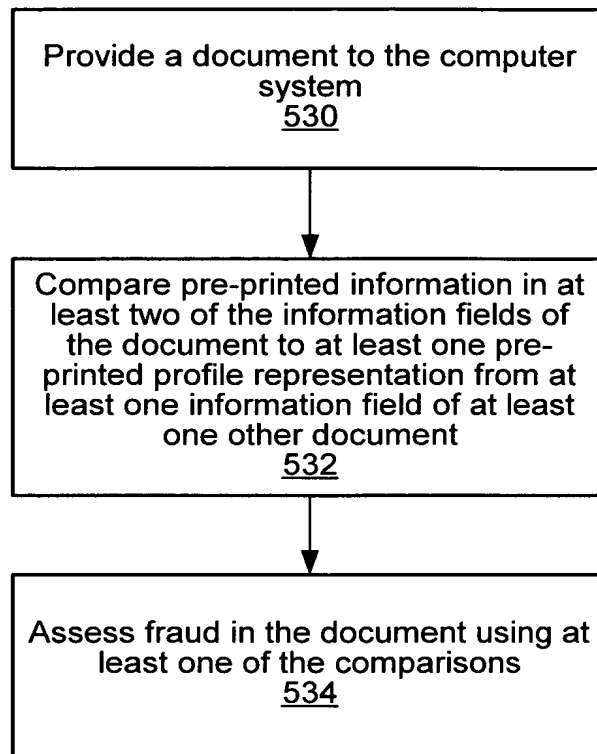 Provide a document to the computer
system
530
Compare pre-printed information in at
least two of the information fields of
the document to at least one pre-
printed profile representation from at
least one information field of at least
one other document
532
Assess fraud in the document using at
least one of the comparisons
534